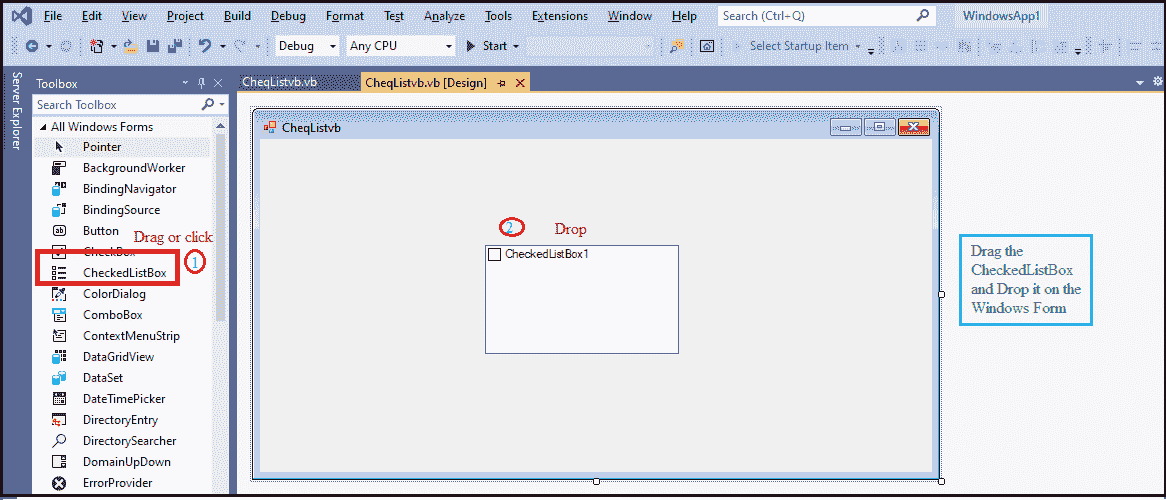 File Edit View Project Build Debug Format Test Analyze Tools Extensions Window Help Search (Ctrl+Q) WindowsApp1
Debug Any CPU Start Select Startup Item
Server Explorer
Toolbox
CheqListvb.vb
CheqListvb.vb [Design]
Search Toolbox
All Windows Forms
Pointer
BackgroundWorker
BindingNavigator
BindingSource
Button
CheckBox
CheckedListBox
ColorDialog
ComboBox
ContextMenuStrip
DataGridView
DataSet
DateTimePicker
DirectoryEntry
DirectorySearcher
DomainUpDown
ErrorProvider
Drag or click
1
CheqListvb
2 Drop
CheckedListBox1
Drag the
CheckedListBox
and Drop it on the
Windows Form